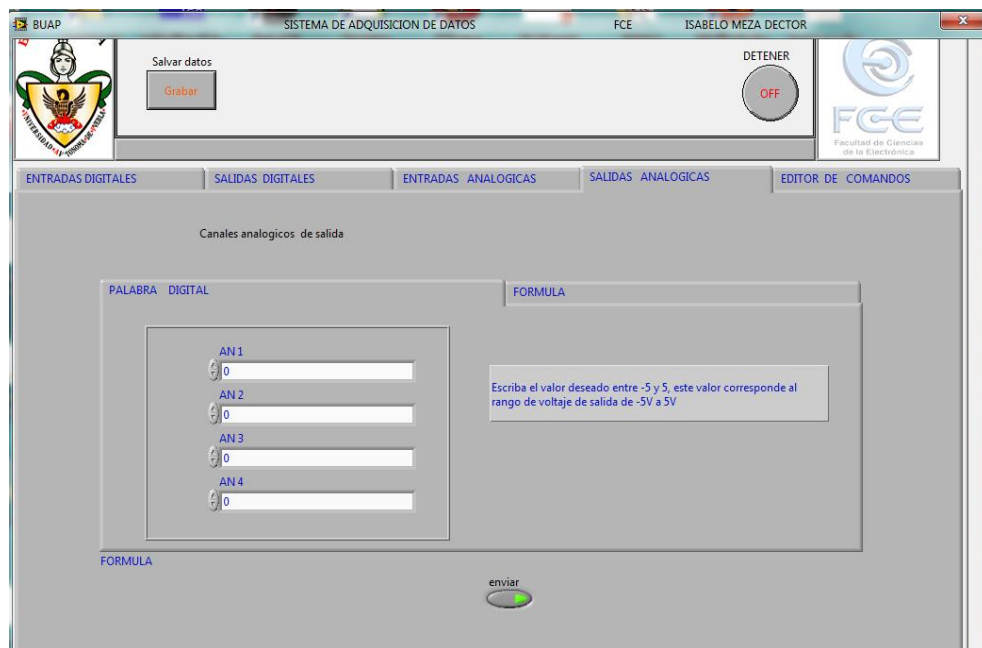 BUAP SISTEMA DE ADQUISICION DE DATOS FCE ISABELO MEZA DECTOR
Salvar datos
Grabar
DETENER
OFF
FCE
Facultad de Ciencias
de la Electrónica
ENTRADAS DIGITALES SALIDAS DIGITALES ENTRADAS ANALOGICAS SALIDAS ANALOGICAS EDITOR DE COMANDOS
Canales analogicos de salida
PALABRA DIGITAL FORMULA
AN 1
0
AN 2
0
AN 3
0
AN 4
0
Escriba el valor deseado entre -5 y 5, este valor corresponde al
rango de voltaje de salida de -5V a 5V
FORMULA
enviar